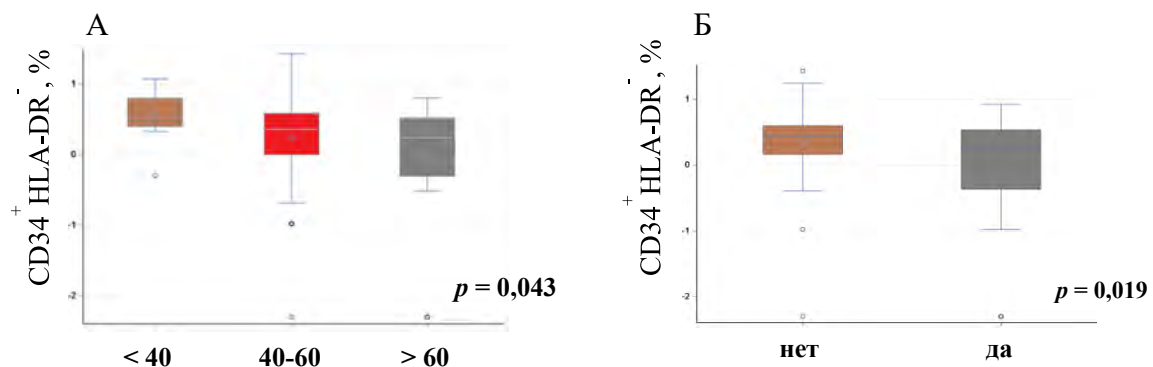 А
CD34⁺ HLA-DR⁻, %
1
0
-1
-2
p = 0,043
< 40
40-60
> 60
Б
CD34⁺ HLA-DR⁻, %
1
0
-1
-2
p = 0,019
нет
да